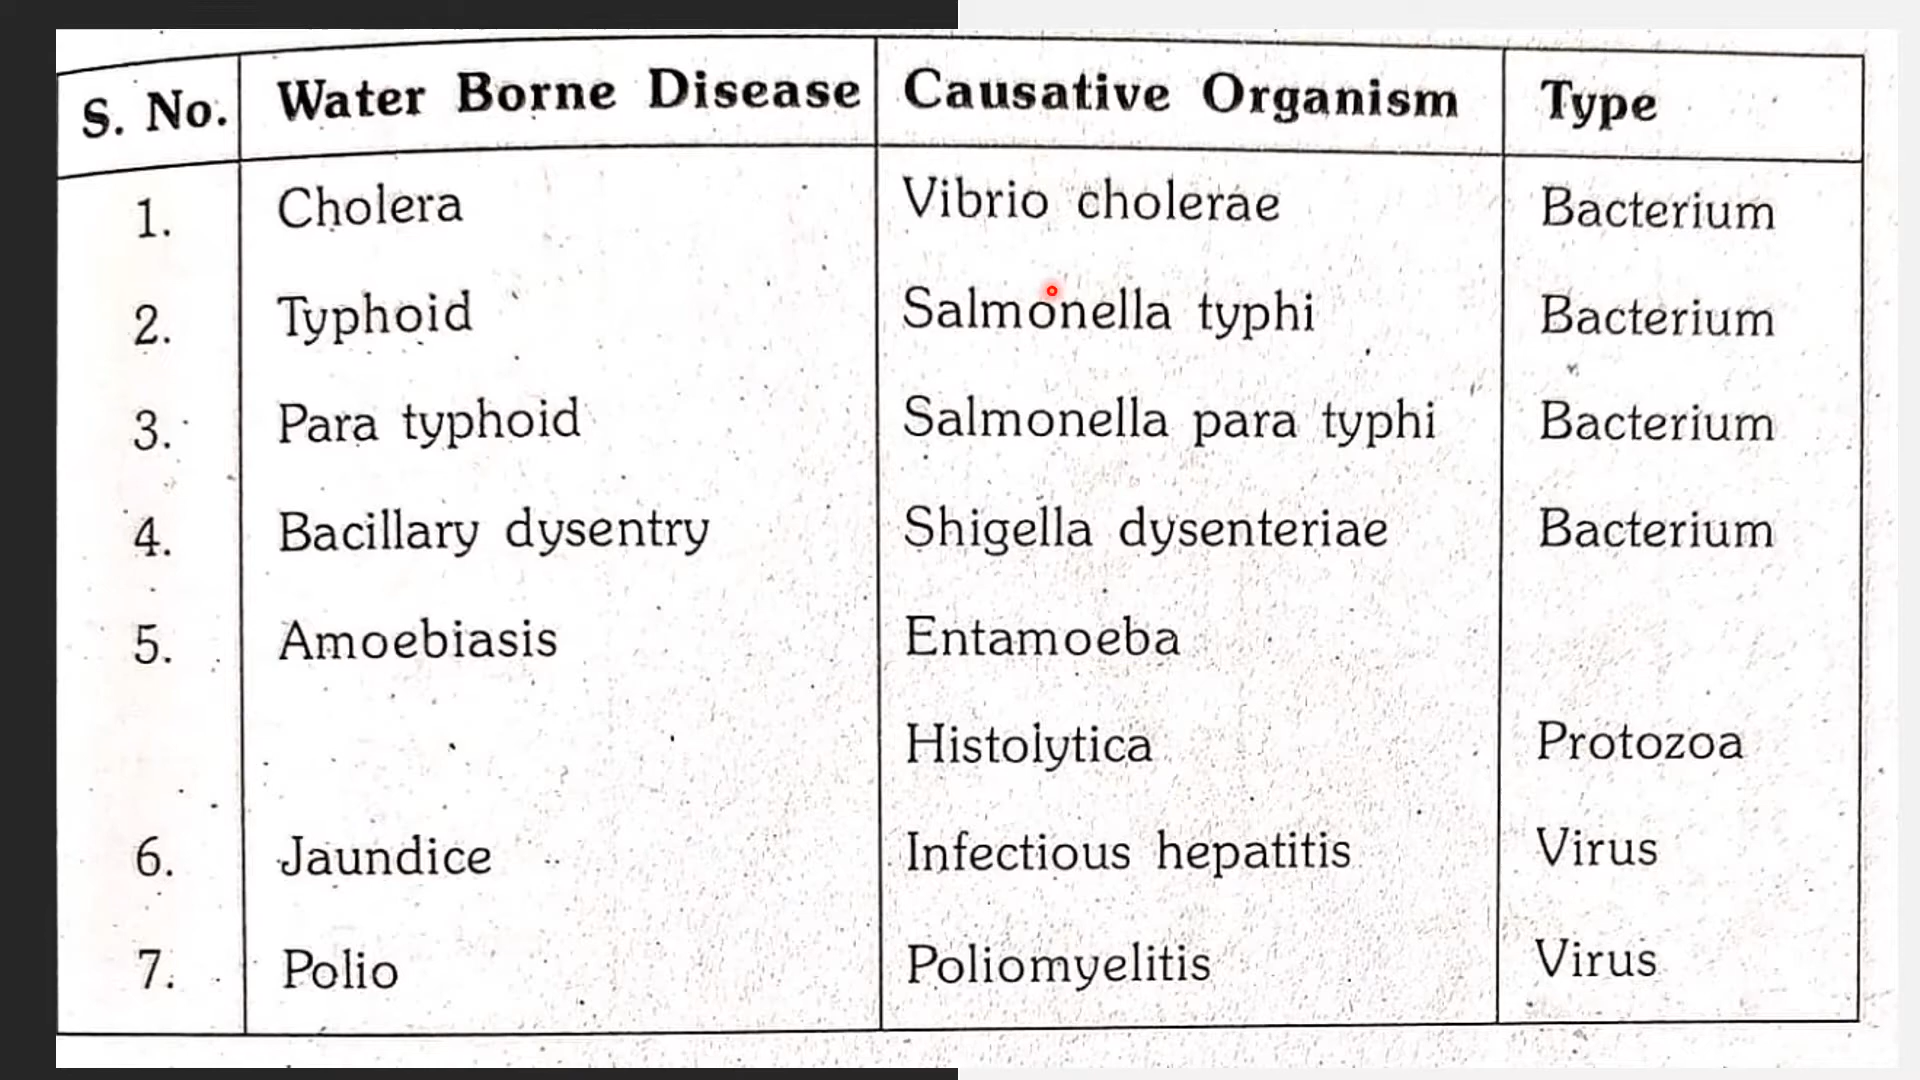 S. No. Water Borne Disease Causative Organism Type
1. Cholera Vibrio cholerae Bacterium
2. Typhoid Salmonella typhi Bacterium
3. Para typhoid Salmonella para typhi Bacterium
4. Bacillary dysentry Shigella dysenteriae Bacterium
5. Amoebiasis Entamoeba
Histolytica Protozoa
6. Jaundice Infectious hepatitis Virus
7. Polio Poliomyelitis Virus